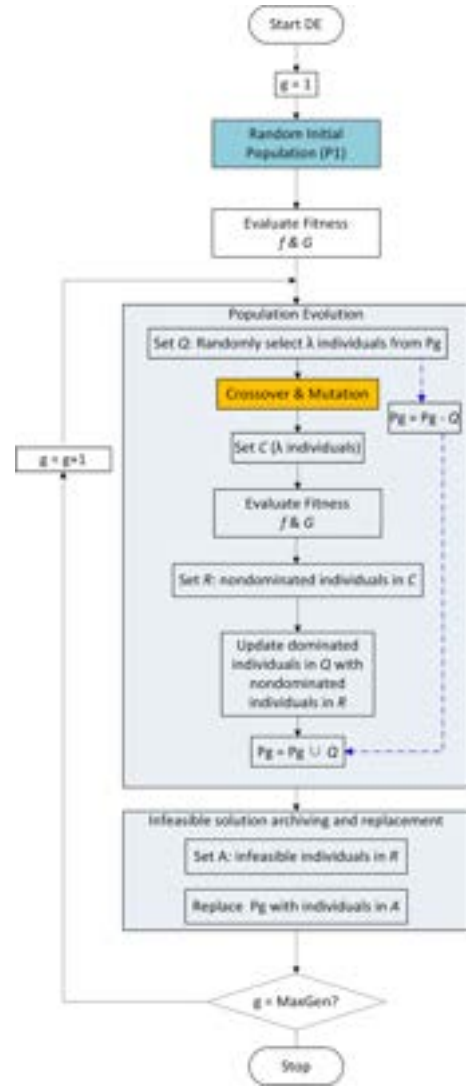 Start DE
g = 1
Random Initial
Population (P1)
Evaluate Fitness
f & G
Population Evolution
Set Q: Randomly select λ individuals from Pg
Crossover & Mutation
Pg = Pg - Q
Set C (λ individuals)
g = g+1
Evaluate Fitness
f & G
Set R: nondominated individuals in C
Update dominated
individuals in Q with
nondominated
individuals in R
Pg = Pg ∪ Q
Infeasible solution archiving and replacement
Set A: infeasible individuals in R
Replace Pg with individuals in A
g = MaxGen?
Stop